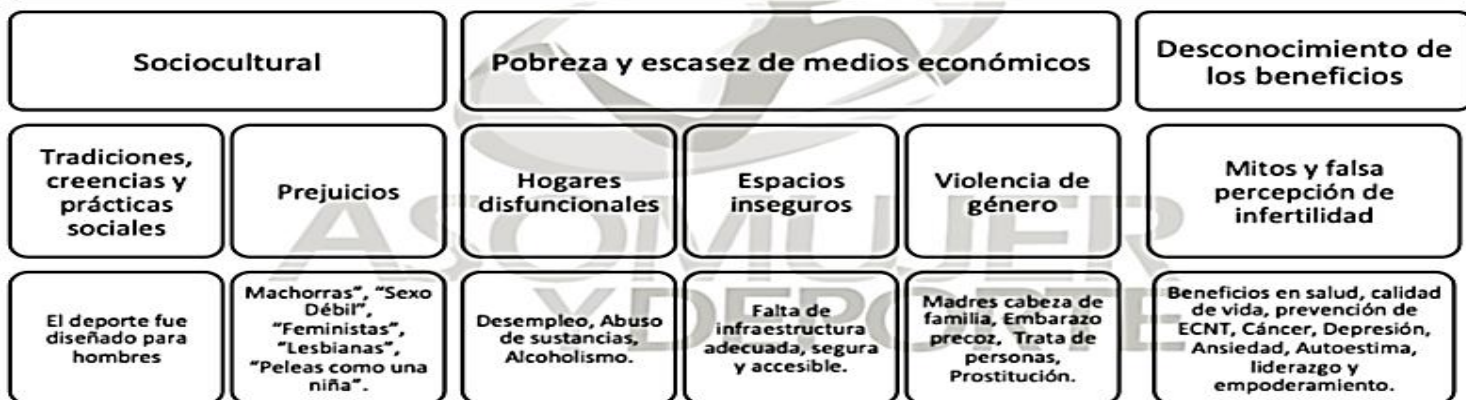 Sociocultural
Pobreza y escasez de medios económicos
Desconocimiento de
los beneficios
Tradiciones,
creencias y
prácticas
sociales
Prejuicios
Hogares
disfuncionales
Espacios
inseguros
Violencia de
género
Mitos y falsa
percepción de
infertilidad
El deporte fue
diseñado para
hombres
Machorras", "Sexo
Débil",
"Feministas",
"Lesbianas",
"Peleas como una
niña".
Desempleo, Abuso
de sustancias,
Alcoholismo.
Falta de
infraestructura
adecuada, segura
y accesible.
Madres cabeza de
familia, Embarazo
precoz, Trata de
personas,
Prostitución.
Beneficios en salud, calidad
de vida, prevención de
ECNT, Cáncer, Depresión,
Ansiedad, Autoestima,
liderazgo y
empoderamiento.
ASOMUJER
Y DEPORTE